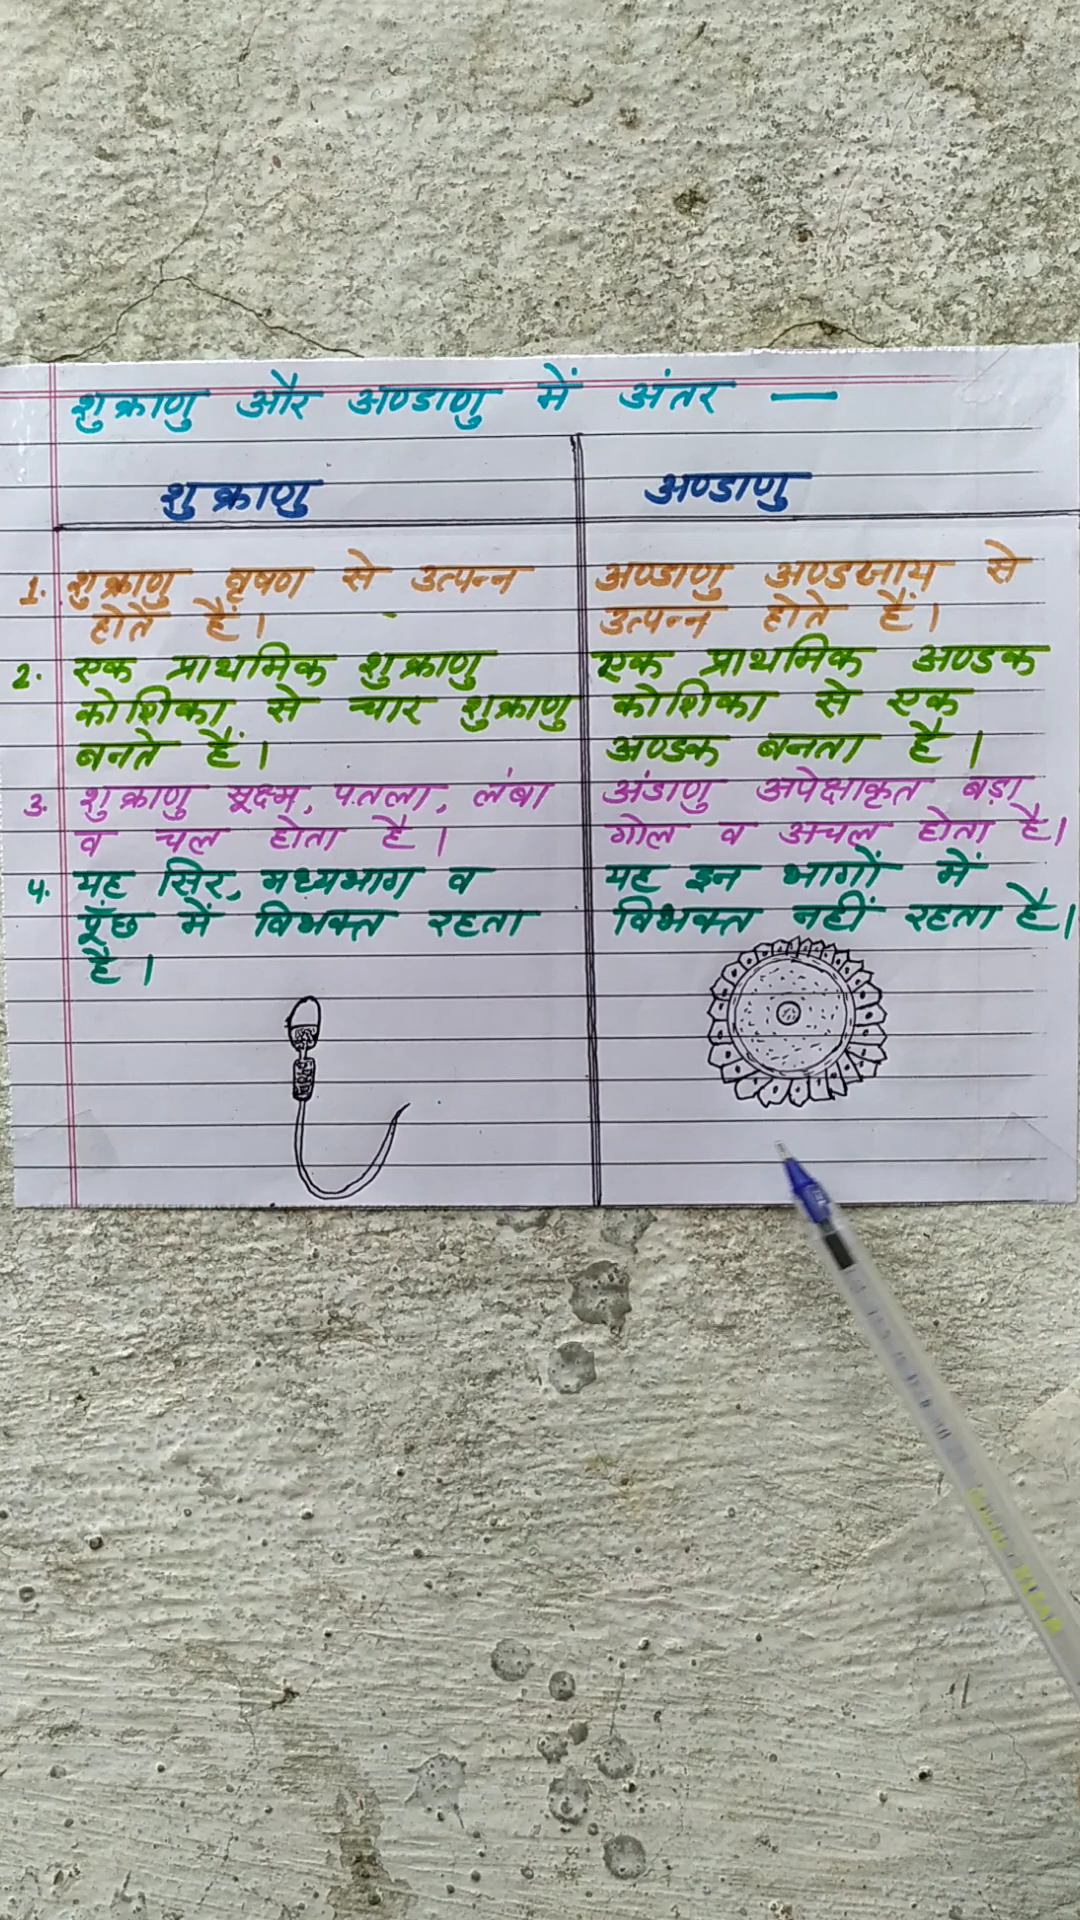 शुक्राणु और अण्डाणु में अंतर —
शुक्राणु
अण्डाणु
1. शुक्राणु वृषण से उत्पन्न
होते हैं।
अण्डाणु अण्डाशय से
उत्पन्न होते हैं।
2. एक प्राथमिक शुक्राणु
कोशिका से चार शुक्राणु
बनते हैं।
एक प्राथमिक अण्डक
कोशिका से एक
अण्डक बनता है।
3. शुक्राणु सूक्ष्म, पतला, लंबा
व चल होता है।
अंडाणु अपेक्षाकृत बड़ा
गोल व अचल होता है।
4. यह सिर, मध्यभाग व
पूँछ में विभक्त रहता
है।
यह इन भागों में
विभक्त नहीं रहता है।